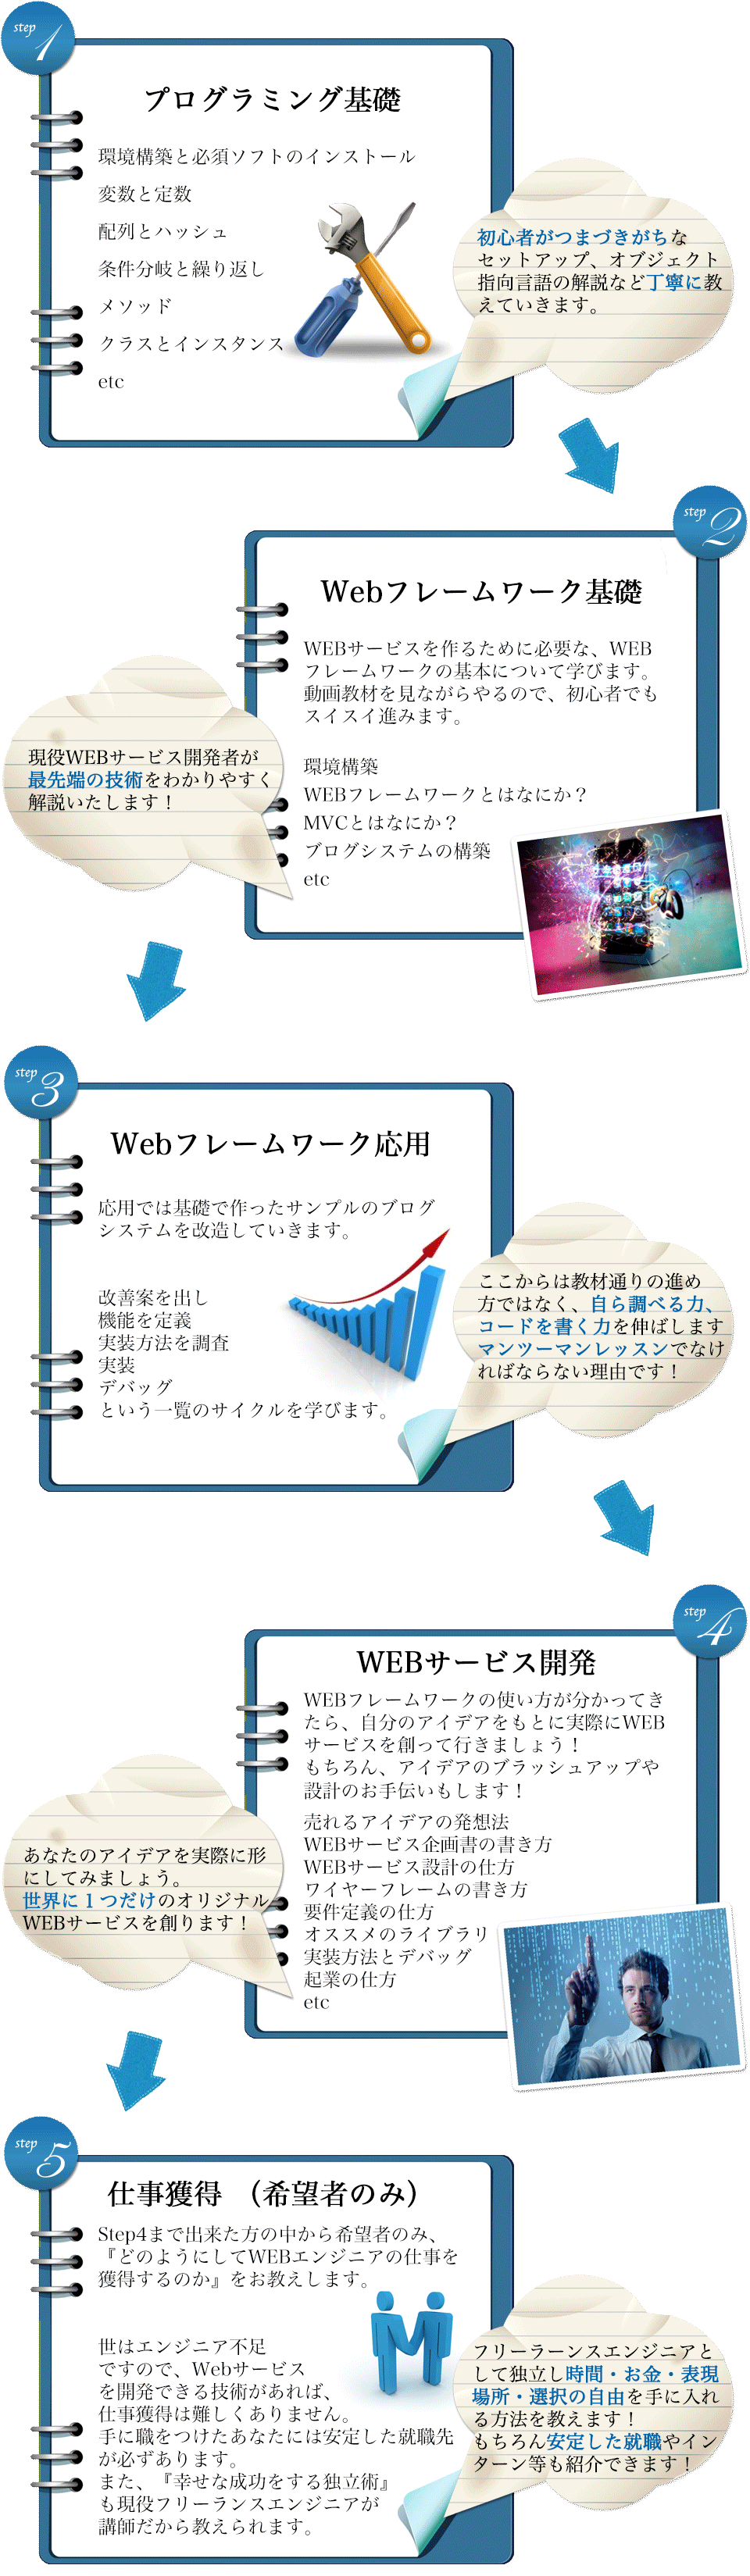 step 1
プログラミング基礎
環境構築と必須ソフトのインストール
変数と定数
配列とハッシュ
条件分岐と繰り返し
メソッド
クラスとインスタンス
etc
初心者がつまづきがちな
セットアップ、オブジェクト
指向言語の解説など丁寧に教
えていきます。
step 2
Webフレームワーク基礎
WEBサービスを作るために必要な、WEB
フレームワークの基本について学びます。
動画教材を見ながらやるので、初心者でも
スイスイ進みます。
環境構築
WEBフレームワークとはなにか？
MVCとはなにか？
ブログシステムの構築
etc
現役WEBサービス開発者が
最先端の技術をわかりやすく
解説いたします！
step 3
Webフレームワーク応用
応用では基礎で作ったサンプルのブログ
システムを改造していきます。
改善案を出し
機能を定義
実装方法を調査
実装
デバッグ
という一覧のサイクルを学びます。
ここからは教材通りの進め
方ではなく、自ら調べる力、
コードを書く力を伸ばします
マンツーマンレッスンでなけ
ればならない理由です！
step 4
WEBサービス開発
WEBフレームワークの使い方が分かってき
たら、自分のアイデアをもとに実際にWEB
サービスを創って行きましょう！
もちろん、アイデアのブラッシュアップや
設計のお手伝いもします！
売れるアイデアの発想法
WEBサービス企画書の書き方
WEBサービス設計の仕方
ワイヤーフレームの書き方
要件定義の仕方
オススメのライブラリ
実装方法とデバッグ
起業の仕方
etc
あなたのアイデアを実際に形
にしてみましょう。
世界に１つだけのオリジナル
WEBサービスを創ります！
step 5
仕事獲得 （希望者のみ）
Step4まで出来た方の中から希望者のみ、
『どのようにしてWEBエンジニアの仕事を
獲得するのか』をお教えします。
世はエンジニア不足
ですので、Webサービス
を開発できる技術があれば、
仕事獲得は難しくありません。
手に職をつけたあなたには安定した就職先
が必ずあります。
また、『幸せな成功をする独立術』
も現役フリーランスエンジニアが
講師だから教えられます。
フリーラーンスエンジニアと
して独立し時間・お金・表現
場所・選択の自由を手に入れ
る方法を教えます！
もちろん安定した就職やイン
ターン等も紹介できます！